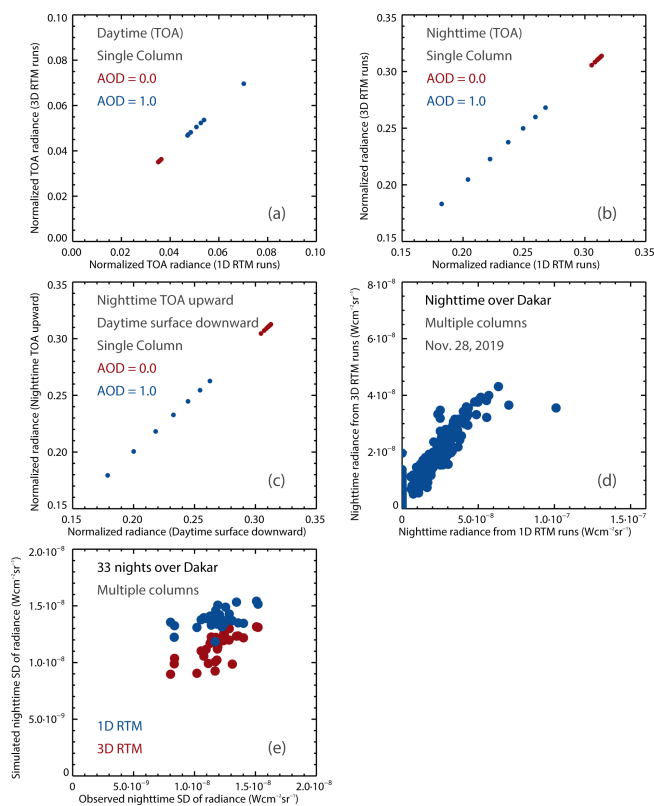 0.10
0.08
0.06
0.04
0.02
0.00
Normalized TOA radiance (3D RTM runs)
Daytime (TOA)
Single Column
AOD = 0.0
AOD = 1.0
(a)
0.00 0.02 0.04 0.06 0.08 0.10
Normalized TOA radiance (1D RTM runs)
0.35
0.30
0.25
0.20
0.15
Normalized radiance (3D RTM runs)
Nighttime (TOA)
Single Column
AOD = 0.0
AOD = 1.0
(b)
0.15 0.20 0.25 0.30 0.35
Normalized radiance (1D RTM runs)
0.35
0.30
0.25
0.20
0.15
Normalized radiance (Nighttime TOA upward)
Nighttime TOA upward
Daytime surface downward
Single Column
AOD = 0.0
AOD = 1.0
(c)
0.15 0.20 0.25 0.30 0.35
Normalized radiance (Daytime surface downward)
8·10⁻⁸
6·10⁻⁸
4·10⁻⁸
2·10⁻⁸
0
Nighttime radiance from 3D RTM runs (Wcm⁻²sr⁻¹)
Nighttime over Dakar
Multiple columns
Nov. 28, 2019
(d)
0 5.0·10⁻⁸ 1.0·10⁻⁷ 1.5·10⁻⁷
Nighttime radiance from 1D RTM runs (Wcm⁻²sr⁻¹)
2.0·10⁻⁸
1.5·10⁻⁸
1.0·10⁻⁸
5.0·10⁻⁹
0
Simulated nighttime SD of radiance (Wcm⁻²sr⁻¹)
33 nights over Dakar
Multiple columns
1D RTM
3D RTM
(e)
0 5.0·10⁻⁹ 1.0·10⁻⁸ 1.5·10⁻⁸ 2.0·10⁻⁸
Observed nighttime SD of radiance (Wcm⁻²sr⁻¹)